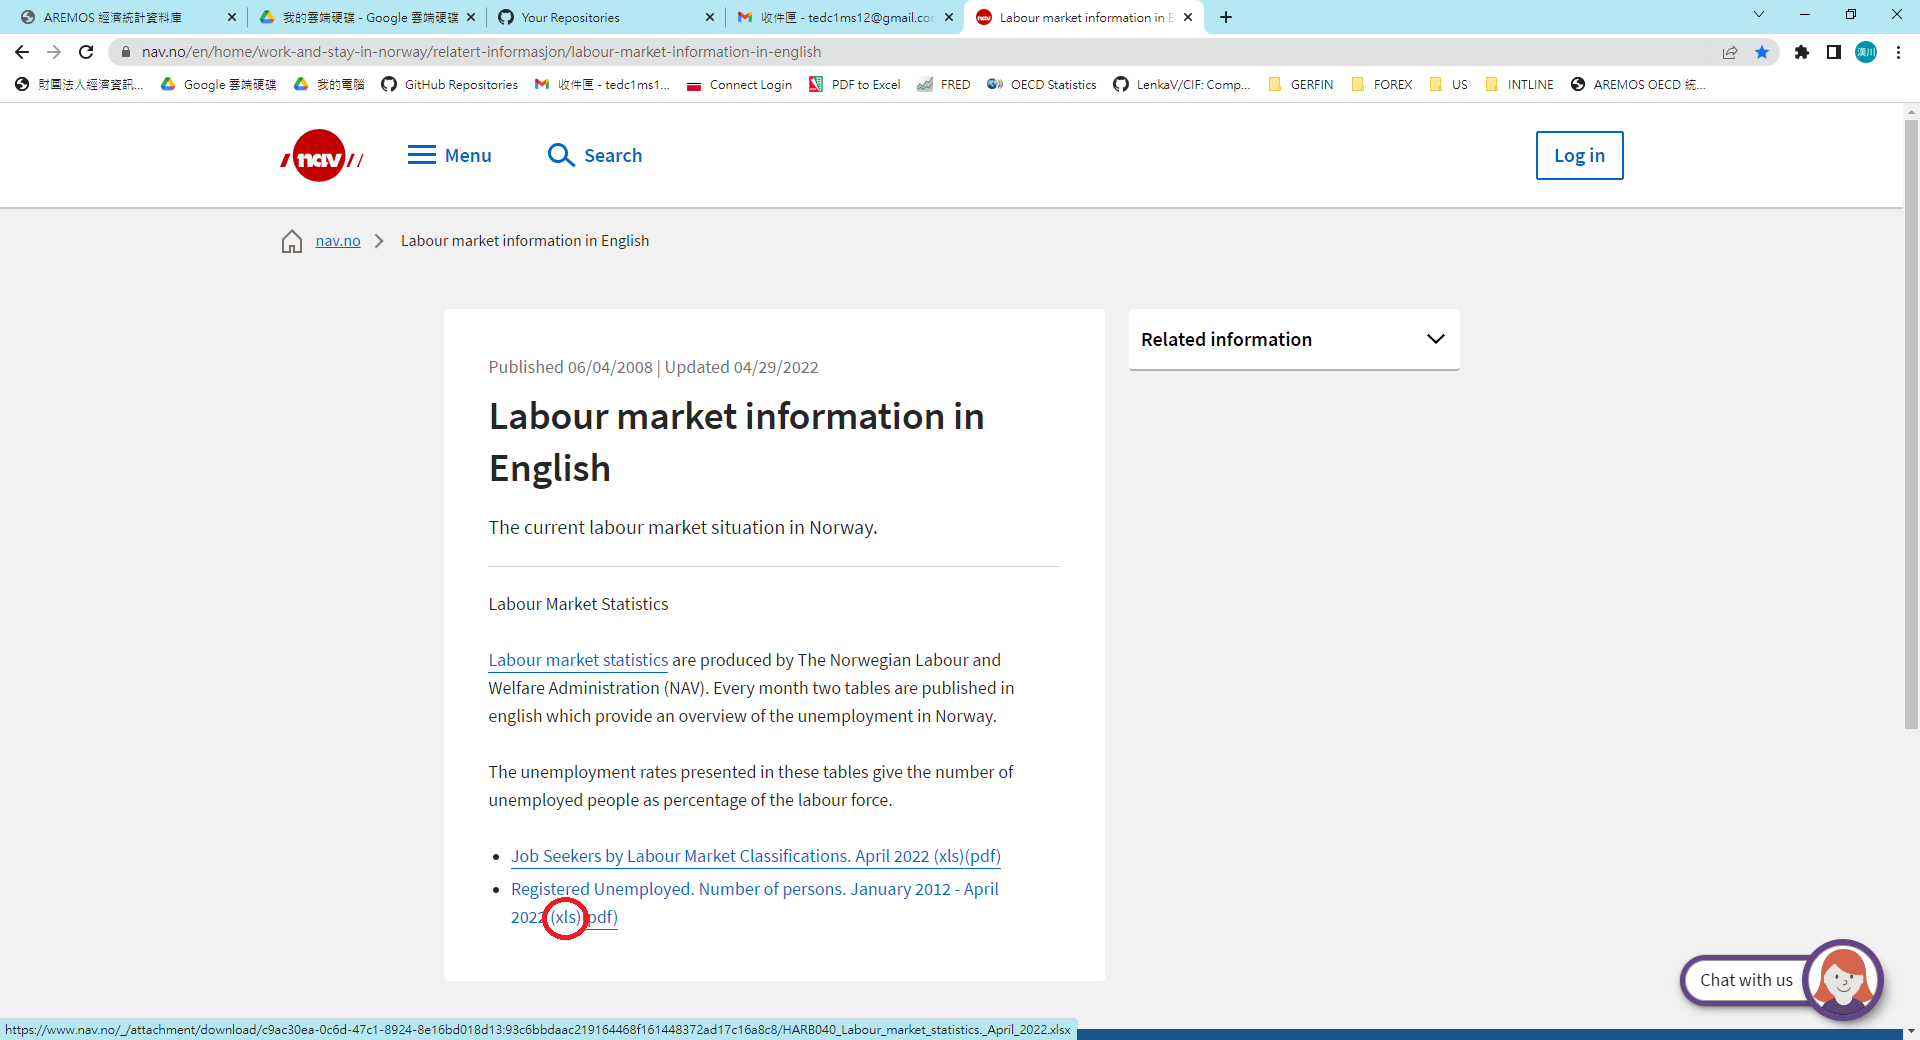 AREMOS 經濟統計資料庫
我的雲端硬碟 - Google 雲端硬碟
Your Repositories
收件匣 - tedc1ms12@gmail.co
Labour market information in E
nav.no/en/home/work-and-stay-in-norway/relatert-informasjon/labour-market-information-in-english
漢川
財團法人經濟資訊...
Google 雲端硬碟
我的電腦
GitHub Repositories
收件匣 - tedc1ms1...
Connect Login
PDF to Excel
FRED
OECD Statistics
LenkaV/CIF: Comp...
GERFIN
FOREX
US
INTLINE
AREMOS OECD 統...
nav
Menu
Search
Log in
nav.no
Labour market information in English
Published 06/04/2008 | Updated 04/29/2022
Related information
Labour market information in
English
The current labour market situation in Norway.
Labour Market Statistics
Labour market statistics are produced by The Norwegian Labour and
Welfare Administration (NAV). Every month two tables are published in
english which provide an overview of the unemployment in Norway.
The unemployment rates presented in these tables give the number of
unemployed people as percentage of the labour force.
Job Seekers by Labour Market Classifications. April 2022 (xls)(pdf)
Registered Unemployed. Number of persons. January 2012 - April
2022 (xls)(pdf)
Chat with us
https://www.nav.no/_/attachment/download/c9ac30ea-0c6d-47c1-8924-8e16bd018d13:93c6bbdaac219164468f161448372ad17c16a8c8/HARB040_Labour_market_statistics._April_2022.xlsx